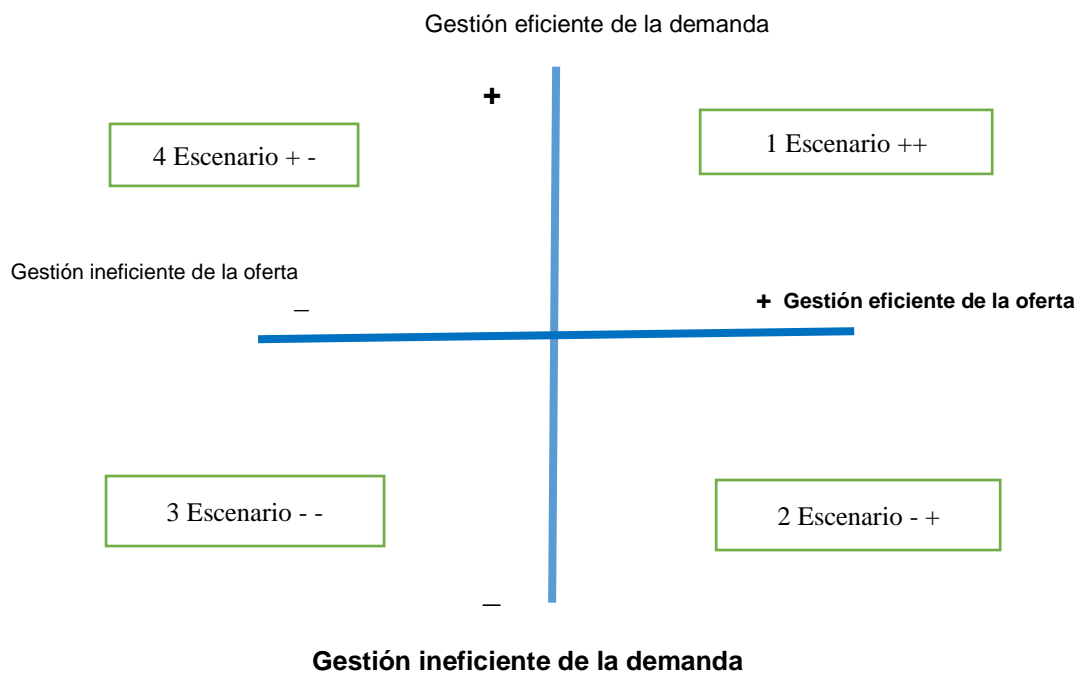 Gestión eficiente de la demanda
+
4 Escenario + -
1 Escenario ++
Gestión ineficiente de la oferta
–
+ Gestión eficiente de la oferta
3 Escenario - -
2 Escenario - +
–
Gestión ineficiente de la demanda